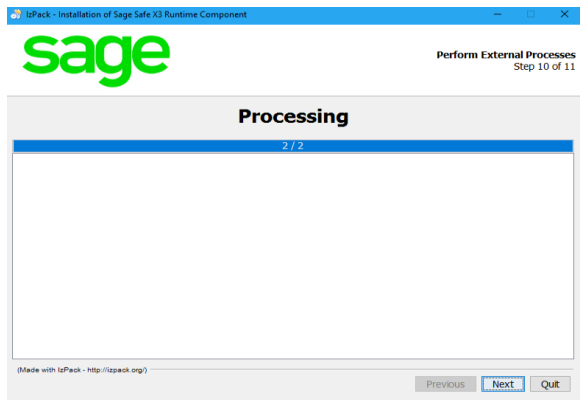 IzPack - Installation of Sage Safe X3 Runtime Component
sage
Perform External Processes
Step 10 of 11
Processing
2 / 2
(Made with IzPack - http://izpack.org/)
Previous
Next
Quit